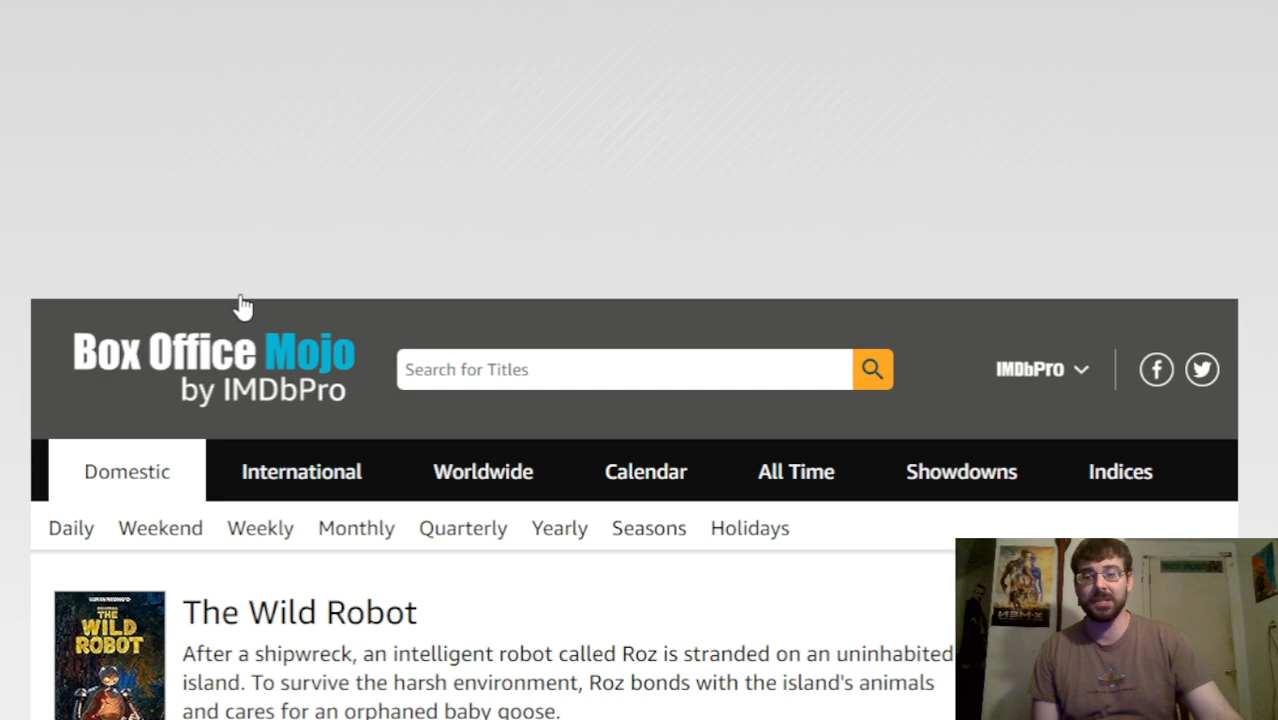 Box Office Mojo
by IMDbPro
Search for Titles
IMDbPro
Domestic
International
Worldwide
Calendar
All Time
Showdowns
Indices
Daily
Weekend
Weekly
Monthly
Quarterly
Yearly
Seasons
Holidays
THE
WILD
ROBOT
The Wild Robot
After a shipwreck, an intelligent robot called Roz is stranded on an uninhabited
island. To survive the harsh environment, Roz bonds with the island's animals
and cares for an orphaned baby goose.